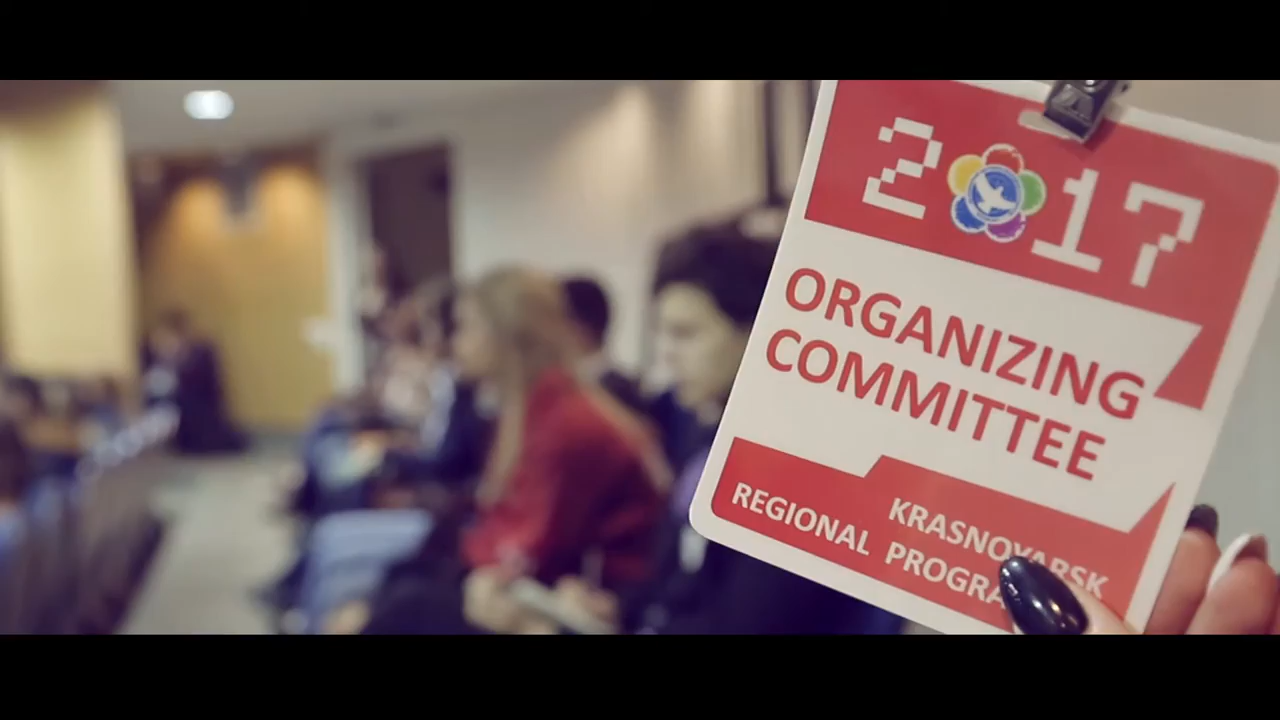 2017
ORGANIZING
COMMITTEE
KRASNOYARSK
REGIONAL PROGRA